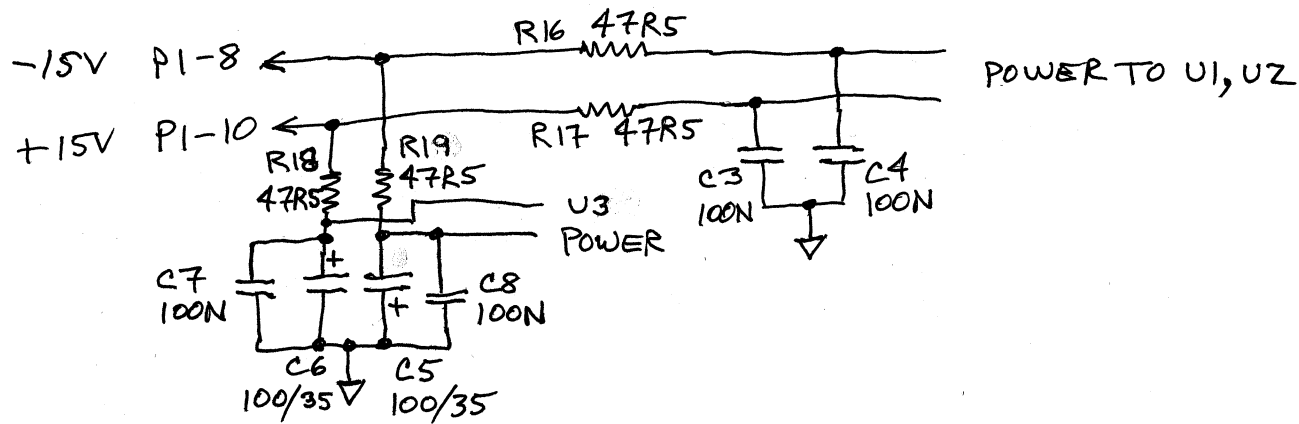 R16 47R5
-15V P1-8
POWER TO U1, U2
+15V P1-10
R17 47R5
R18
47R5
R19
47R5
C3
100N
C4
100N
U3
POWER
+
+
C7
100N
C8
100N
C6
100/35
C5
100/35